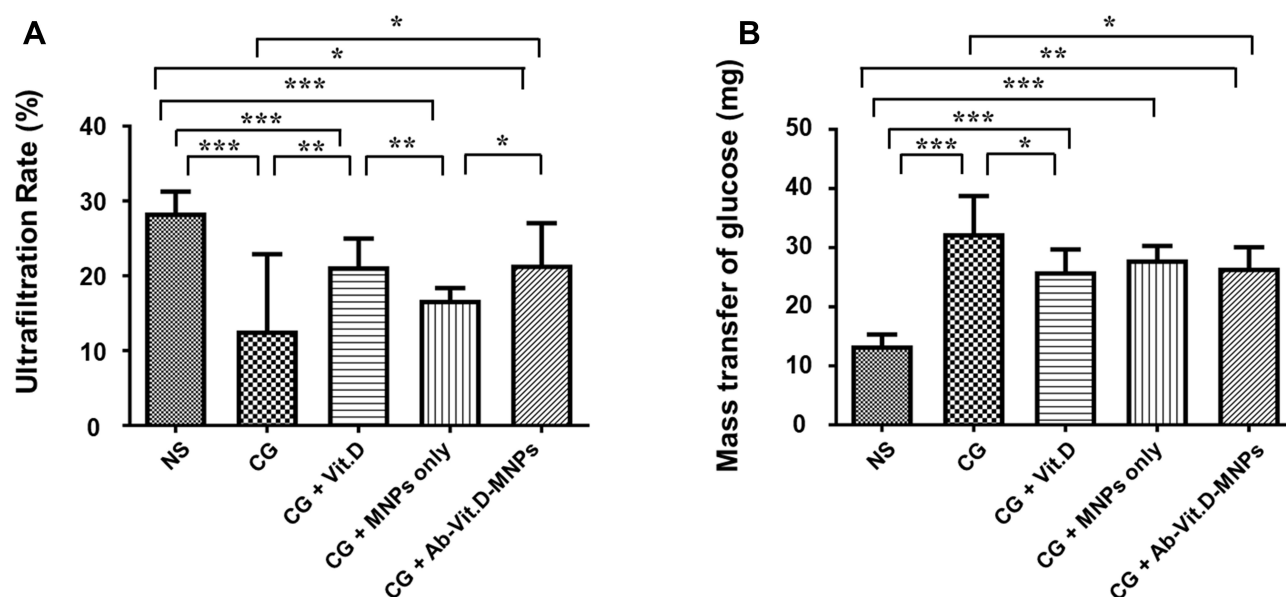 A
Ultrafiltration Rate (%)
*
*
***
***
*** ** ** *
40
30
20
10
0
NS
CG
CG + Vit.D
CG + MNPs only
CG + Ab-Vit.D-MNPs
B
Mass transfer of glucose (mg)
*
**
***
***
*** *
50
40
30
20
10
0
NS
CG
CG + Vit.D
CG + MNPs only
CG + Ab-Vit.D-MNPs